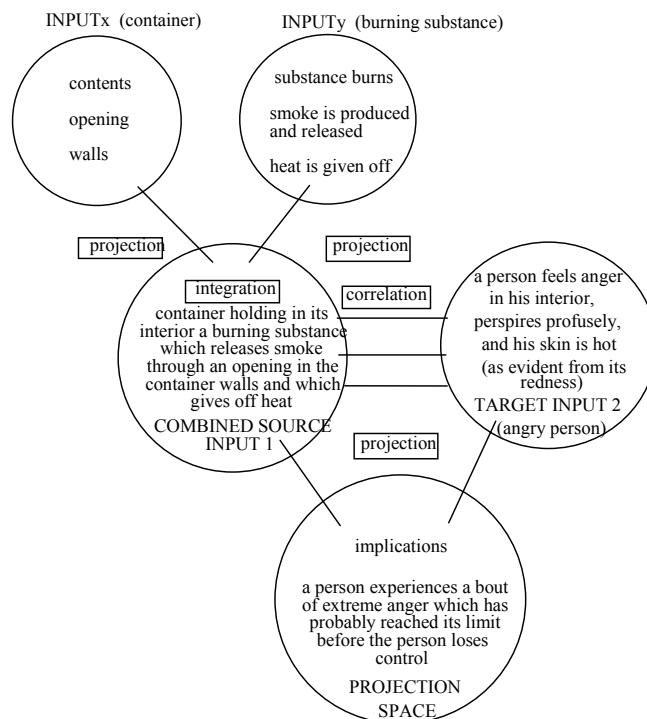 INPUTx (container)
INPUTy (burning substance)
contents
opening
walls
substance burns
smoke is produced
and released
heat is given off
projection
projection
integration
container holding in its
interior a burning substance
which releases smoke
through an opening in the
container walls and which
gives off heat
COMBINED SOURCE
INPUT 1
correlation
a person feels anger
in his interior,
perspires profusely,
and his skin is hot
(as evident from its
redness)
TARGET INPUT 2
(angry person)
projection
implications
a person experiences a bout
of extreme anger which has
probably reached its limit
before the person loses
control
PROJECTION
SPACE